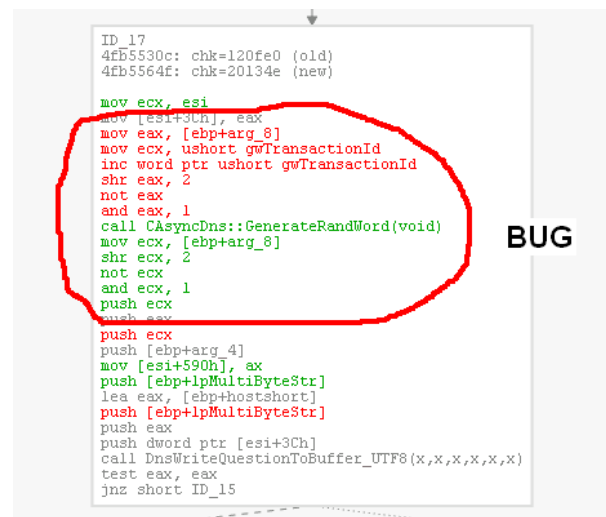 ID_17
4fb5530c: chk=120fe0 (old)
4fb5564f: chk=20134e (new)
mov ecx, esi
mov [esi+3Ch], eax
mov eax, [ebp+arg_8]
mov ecx, ushort gwTransactionId
inc word ptr ushort gwTransactionId
shr eax, 2
not eax
and eax, 1
call CAsyncDns::GenerateRandWord(void)
mov ecx, [ebp+arg_8]
shr ecx, 2
not ecx
and ecx, 1
push ecx
push eax
push ecx
push [ebp+arg_4]
mov [esi+590h], ax
push [ebp+lpMultiByteStr]
lea eax, [ebp+hostshort]
push [ebp+lpMultiByteStr]
push eax
push dword ptr [esi+3Ch]
call DnsWriteQuestionToBuffer_UTF8(x,x,x,x,x,x)
test eax, eax
jnz short ID_15
BUG